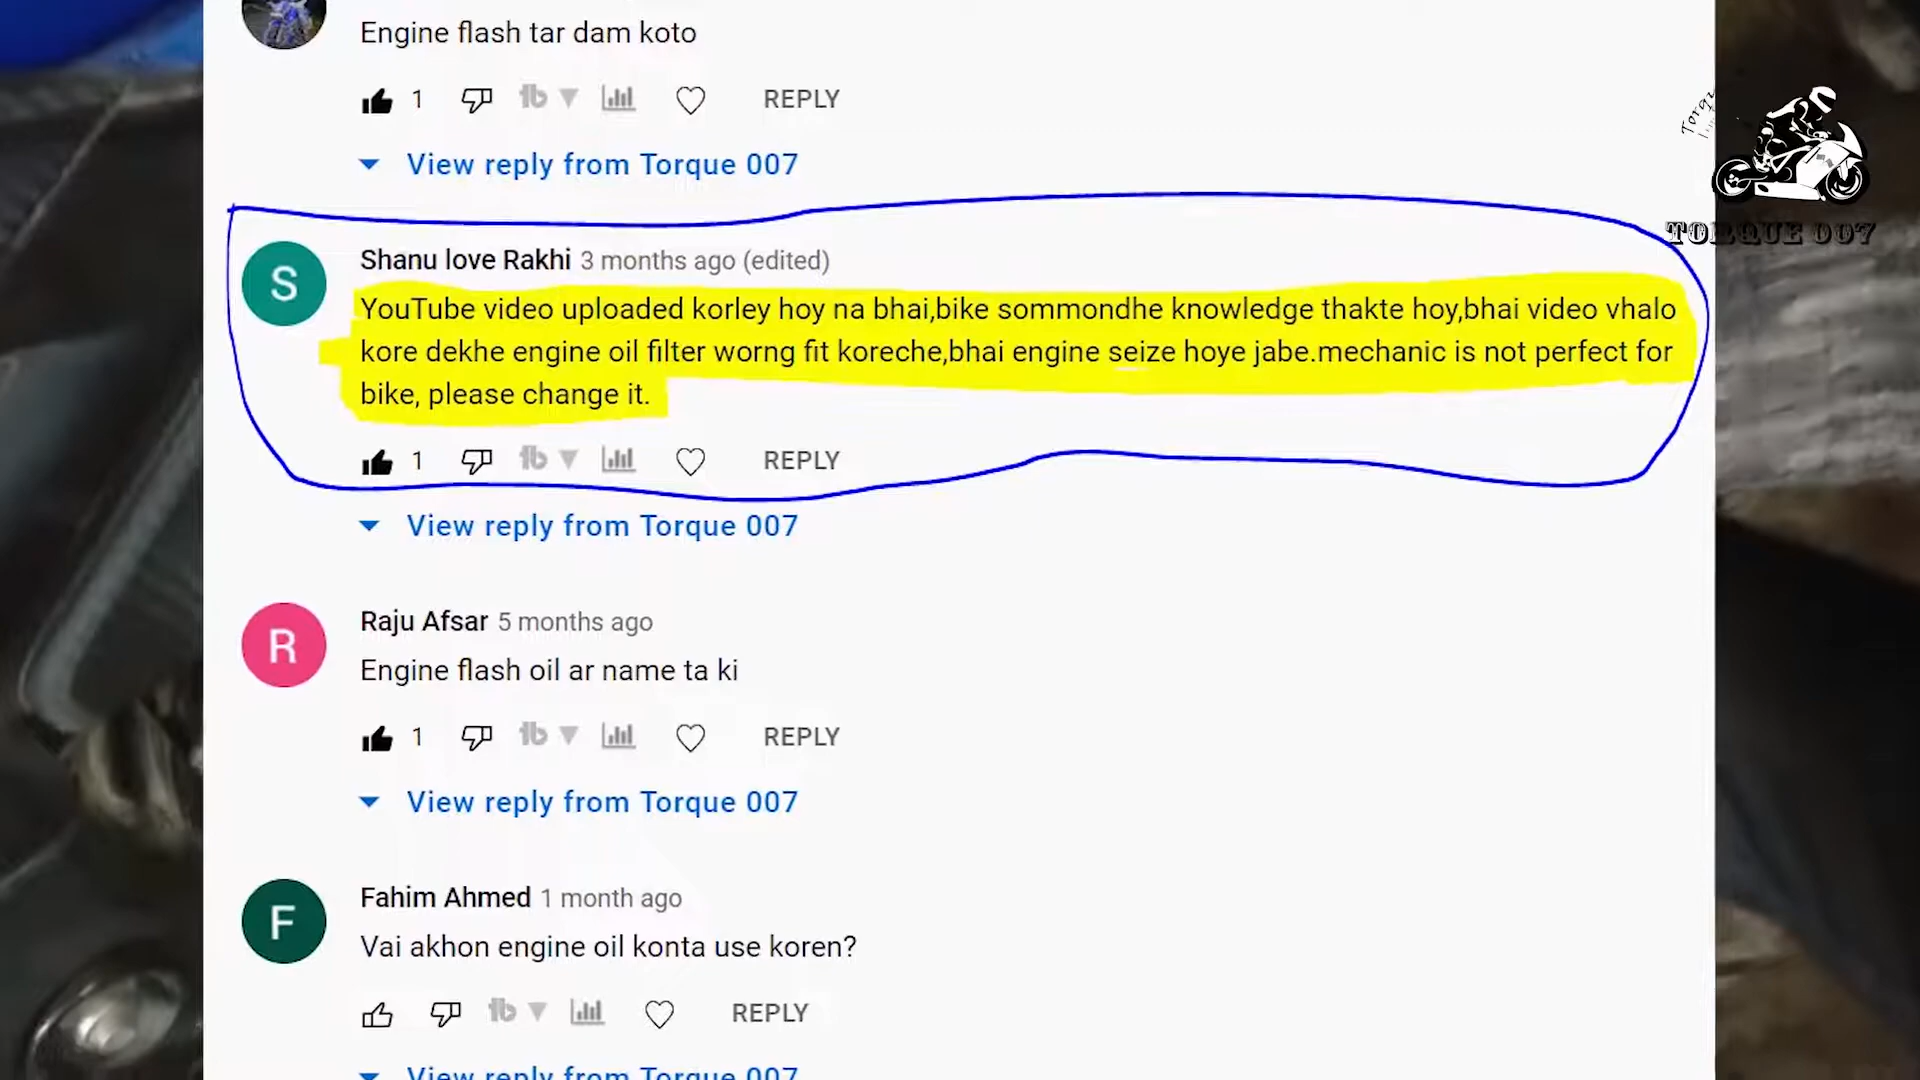 Engine flash tar dam koto
1 REPLY
View reply from Torque 007
TORQUE 007
Shanu love Rakhi 3 months ago (edited)
YouTube video uploaded korley hoy na bhai,bike sommondhe knowledge thakte hoy,bhai video vhalo
kore dekhe engine oil filter worng fit koreche,bhai engine seize hoye jabe.mechanic is not perfect for
bike, please change it.
S
1 REPLY
View reply from Torque 007
Raju Afsar 5 months ago
R
Engine flash oil ar name ta ki
1 REPLY
View reply from Torque 007
Fahim Ahmed 1 month ago
F
Vai akhon engine oil konta use koren?
REPLY
View reply from Torque 007